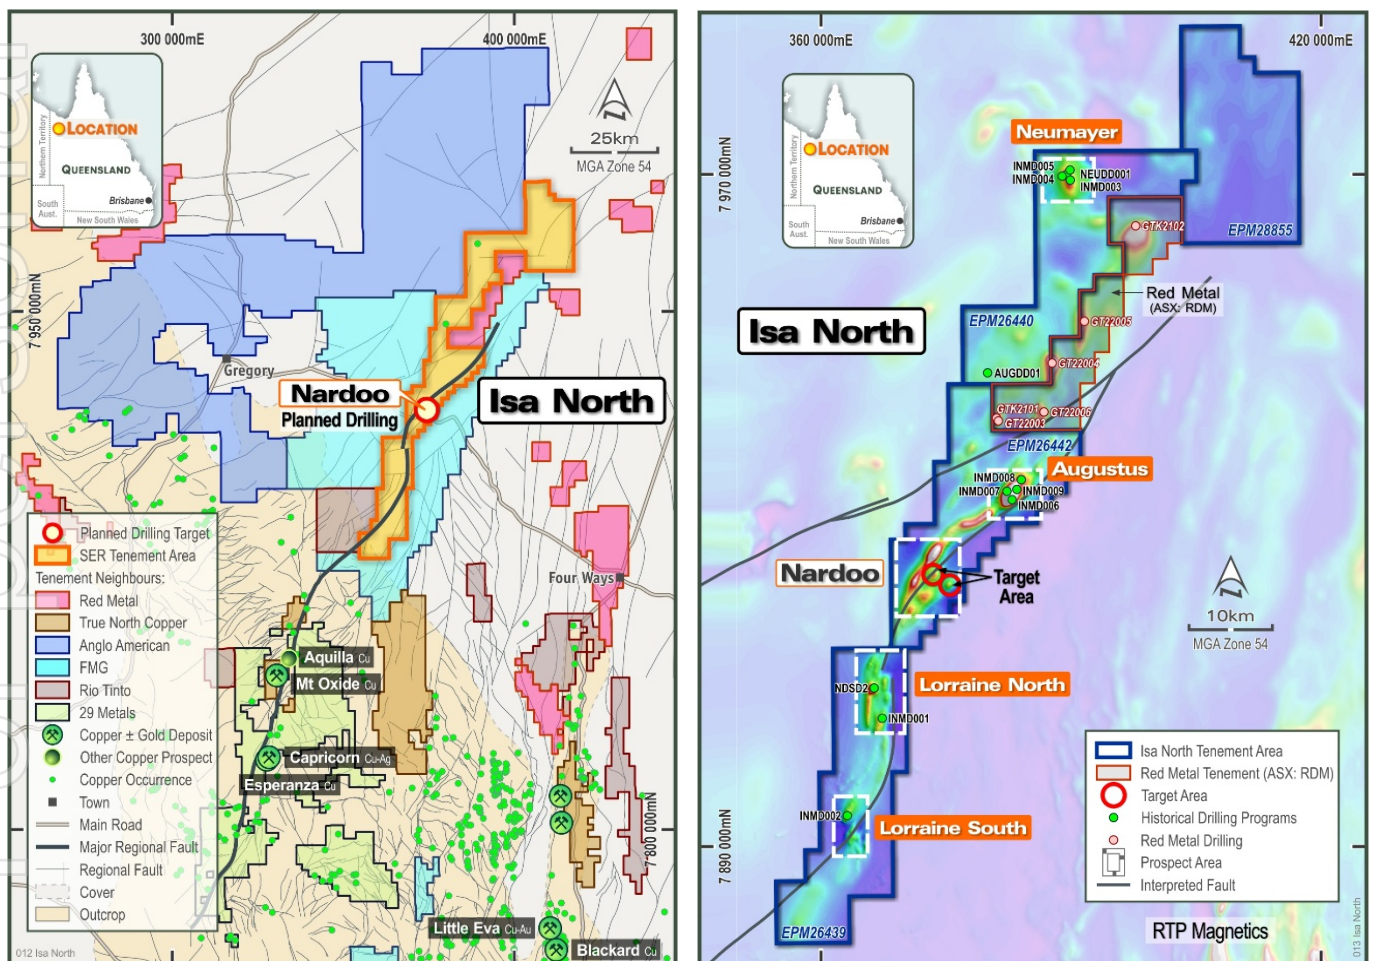 300 000mE
400 000mE
7 950 000mN
7 800 000mN
LOCATION
Northern Territory
QUEENSLAND
South
Aust.
Brisbane
New South Wales
25km
MGA Zone 54
Gregory
Nardoo
Planned Drilling
Isa North
Four Ways
Aquilla Cu
Mt Oxide Cu
Capricorn Cu-Ag
Esperanza Cu
Little Eva Cu-Au
Blackard Cu
Planned Drilling Target
SER Tenement Area
Tenement Neighbours:
Red Metal
True North Copper
Anglo American
FMG
Rio Tinto
29 Metals
Copper ± Gold Deposit
Other Copper Prospect
Copper Occurrence
Town
Main Road
Major Regional Fault
Regional Fault
Cover
Outcrop
012 Isa North
360 000mE
420 000mE
7 970 000mN
7 890 000mN
LOCATION
Northern Territory
QUEENSLAND
South
Aust.
Brisbane
New South Wales
Neumayer
INMD005
INMD004
NEUDD001
INMD003
GTK2102
EPM28855
Red Metal
(ASX: RDM)
Isa North
EPM26440
GT22005
GT22004
AUGDD01
GTK2101
GT22006
GT22003
EPM26442
Augustus
INMD008
INMD007
INMD009
INMD006
Nardoo
Target
Area
10km
MGA Zone 54
NDSD2
Lorraine North
INMD001
INMD002
Lorraine South
EPM26439
Isa North Tenement Area
Red Metal Tenement (ASX: RDM)
Target Area
Historical Drilling Programs
Red Metal Drilling
Prospect Area
Interpreted Fault
RTP Magnetics
013 Isa North